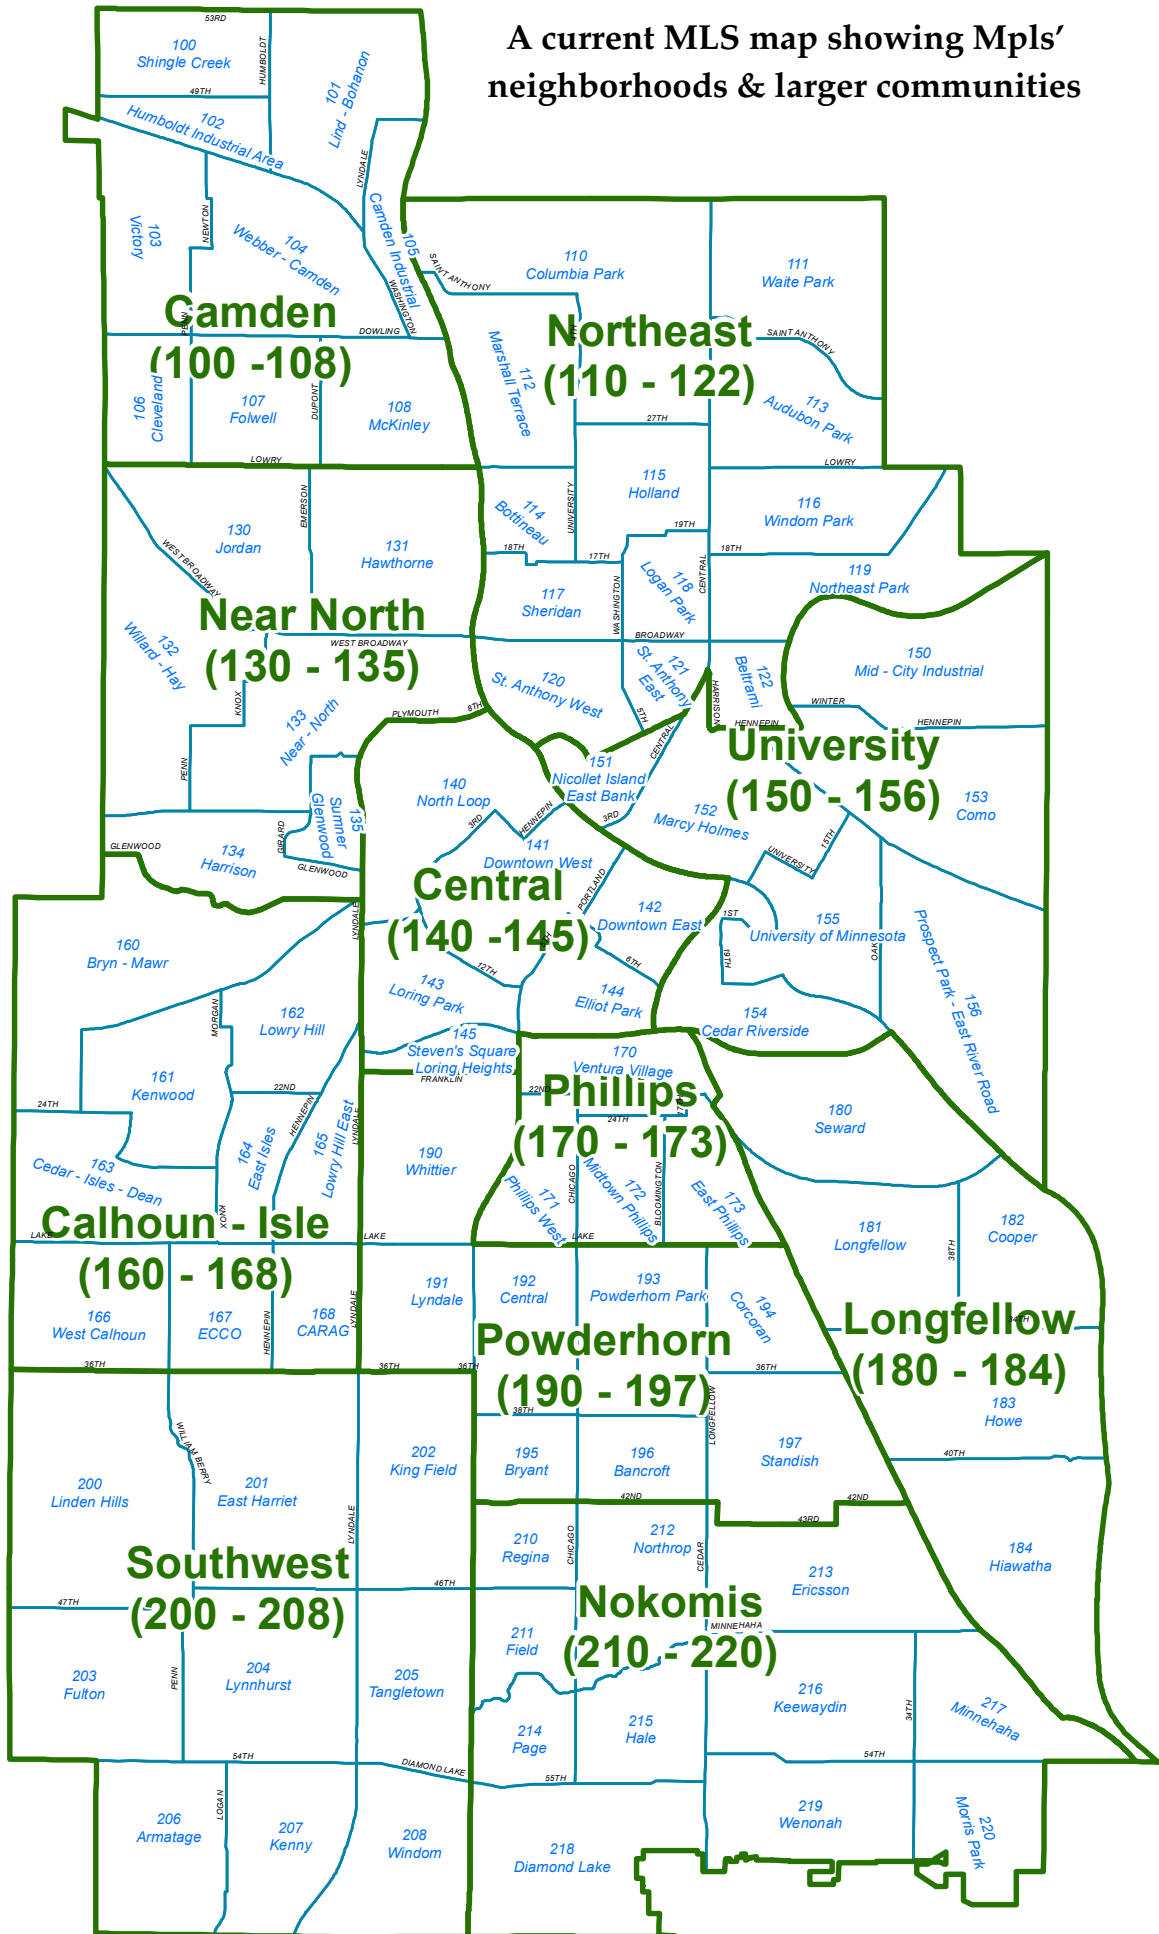 A current MLS map showing Mpls'
neighborhoods & larger communities
53RD
100
Shingle Creek
HUMBOLDT
101
Lind - Bohanon
49TH
102
Humboldt Industrial Area
LYNDALE
103
Victory
NEWTON
104
Webber - Camden
105
Camden Industrial
WASHINGTON
SAINT ANTHONY
110
Columbia Park
111
Waite Park
Camden
(100 -108)
PENN
DOWLING
Northeast
(110 - 122)
4TH
SAINT ANTHONY
112
Marshall Terrace
106
Cleveland
107
Folwell
DUPONT
108
McKinley
113
Audubon Park
27TH
LOWRY
LOWRY
115
Holland
EMERSON
UNIVERSITY
114
Bottineau
116
Windom Park
130
Jordan
131
Hawthorne
WEST BROADWAY
19TH
18TH
17TH
18TH
CENTRAL
118
Logan Park
119
Northeast Park
117
Sheridan
WASHINGTON
Near North
(130 - 135)
WEST BROADWAY
BROADWAY
132
Willard - Hay
121
St. Anthony
East
122
Beltrami
150
Mid - City Industrial
120
St. Anthony West
KNOX
133
Near - North
PLYMOUTH
8TH
5TH
CENTRAL
HARRISON
HENNEPIN
WINTER
HENNEPIN
University
(150 - 156)
PENN
151
Nicollet Island
East Bank
140
North Loop
152
Marcy Holmes
153
Como
135
Sumner
Glenwood
GIRARD
3RD
HENNEPIN
3RD
15TH
GLENWOOD
134
Harrison
GLENWOOD
141
Downtown West
UNIVERSITY
Central
(140 -145)
PORTLAND
5TH
142
Downtown East
1ST
19TH
155
University of Minnesota
OAK
LYNDALE
160
Bryn - Mawr
12TH
6TH
143
Loring Park
144
Elliot Park
154
Cedar Riverside
156
Prospect Park - East River Road
MORGAN
162
Lowry Hill
145
Steven's Square
Loring Heights
FRANKLIN
170
Ventura Village
161
Kenwood
22ND
22ND
Phillips
(170 - 173)
17TH
24TH
24TH
HENNEPIN
LYNDALE
180
Seward
163
Cedar - Isles - Dean
164
East Isles
165
Lowry Hill East
190
Whittier
171
Phillips West
CHICAGO
172
Midtown Phillips
BLOOMINGTON
173
East Phillips
KNOX
Calhoun - Isle
(160 - 168)
LAKE
LAKE
LAKE
181
Longfellow
38TH
182
Cooper
166
West Calhoun
167
ECCO
HENNEPIN
168
CARAG
LYNDALE
191
Lyndale
192
Central
193
Powderhorn Park
194
Corcoran
Longfellow
(180 - 184)
34TH
Powderhorn
(190 - 197)
36TH
36TH
36TH
36TH
38TH
LONGFELLOW
183
Howe
WILLIAM BERRY
202
King Field
195
Bryant
196
Bancroft
197
Standish
40TH
200
Linden Hills
201
East Harriet
42ND
42ND
43RD
LYNDALE
210
Regina
CHICAGO
212
Northrop
CEDAR
213
Ericsson
184
Hiawatha
Southwest
(200 - 208)
46TH
47TH
Nokomis
(210 - 220)
MINNEHAHA
211
Field
203
Fulton
PENN
204
Lynnhurst
205
Tangletown
216
Keewaydin
34TH
217
Minnehaha
214
Page
215
Hale
54TH
DIAMOND LAKE
55TH
54TH
206
Armatage
LOGAN
207
Kenny
208
Windom
218
Diamond Lake
219
Wenonah
220
Morris Park